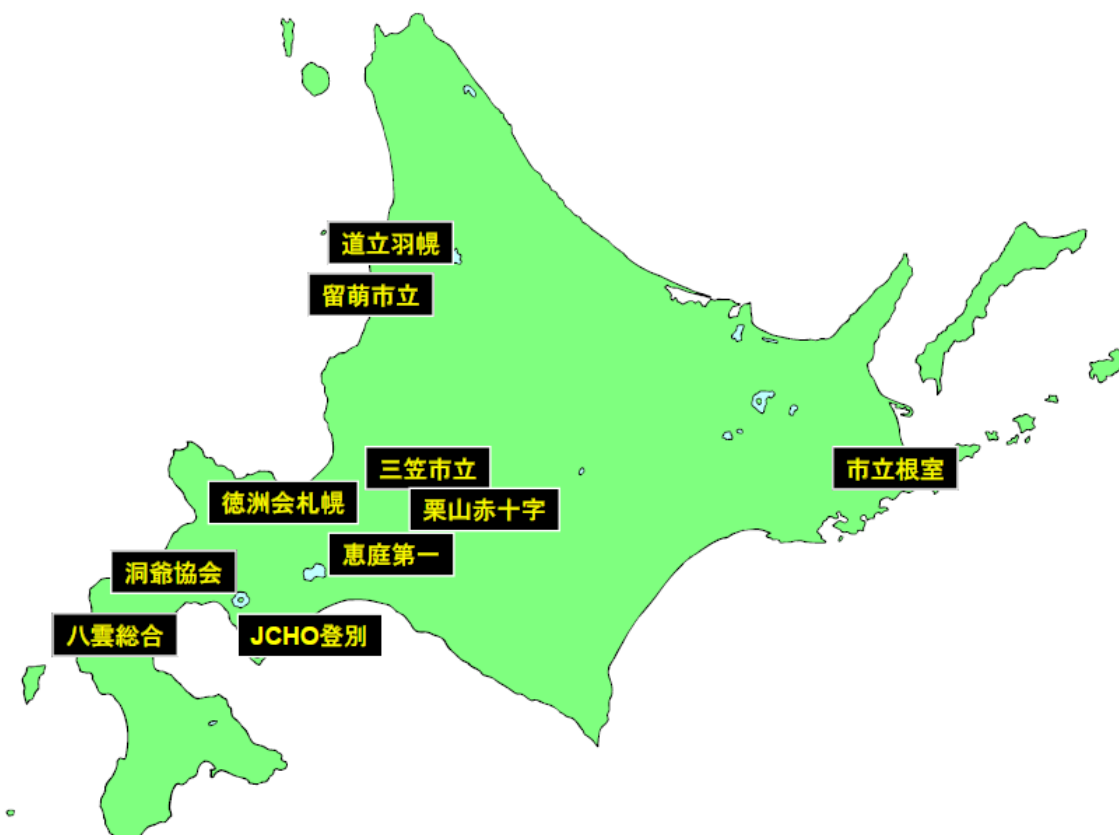 道立羽幌
留萌市立
三笠市立
市立根室
徳洲会札幌
栗山赤十字
恵庭第一
洞爺協会
八雲総合
JCHO登別